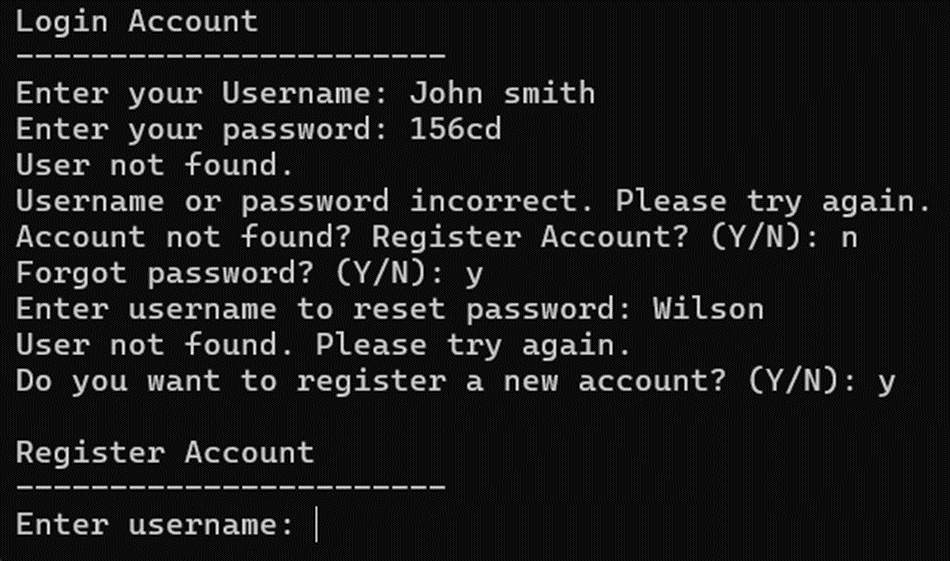 Login Account
-----------------------
Enter your Username: John smith
Enter your password: 156cd
User not found.
Username or password incorrect. Please try again.
Account not found? Register Account? (Y/N): n
Forgot password? (Y/N): y
Enter username to reset password: Wilson
User not found. Please try again.
Do you want to register a new account? (Y/N): y
Register Account
-----------------------
Enter username: